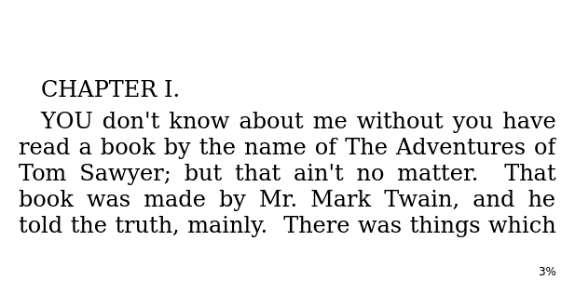 CHAPTER I.
YOU don't know about me without you have
read a book by the name of The Adventures of
Tom Sawyer; but that ain't no matter.  That
book was made by Mr. Mark Twain, and he
told the truth, mainly.  There was things which
3%